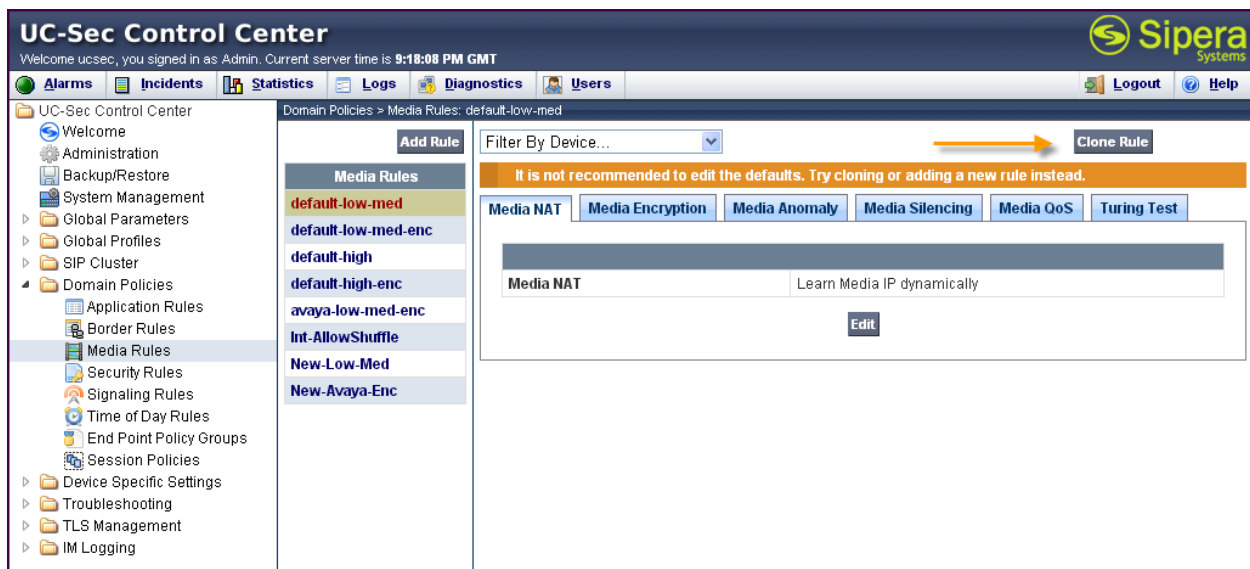 UC-Sec Control Center
Welcome ucsec, you signed in as Admin. Current server time is 9:18:08 PM GMT
Sipera
Systems
Alarms Incidents Statistics Logs Diagnostics Users Logout Help
UC-Sec Control Center
Welcome
Administration
Backup/Restore
System Management
Global Parameters
Global Profiles
SIP Cluster
Domain Policies
Application Rules
Border Rules
Media Rules
Security Rules
Signaling Rules
Time of Day Rules
End Point Policy Groups
Session Policies
Device Specific Settings
Troubleshooting
TLS Management
IM Logging
Domain Policies > Media Rules: default-low-med
Add Rule
Media Rules
default-low-med
default-low-med-enc
default-high
default-high-enc
avaya-low-med-enc
Int-AllowShuffle
New-Low-Med
New-Avaya-Enc
Filter By Device...
Clone Rule
It is not recommended to edit the defaults. Try cloning or adding a new rule instead.
Media NAT Media Encryption Media Anomaly Media Silencing Media QoS Turing Test
Media NAT Learn Media IP dynamically
Edit